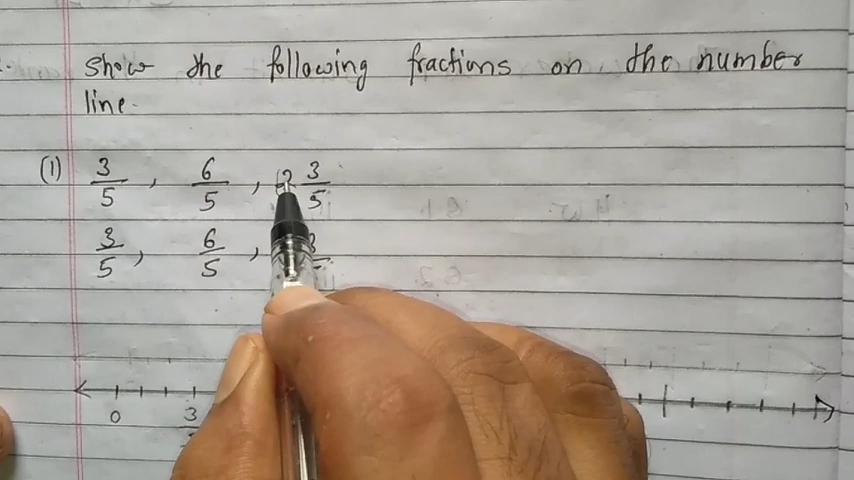 show the following fractions on the number
line.
(1) 3/5, 6/5, 2 3/5
3/5, 6/5,
0 3